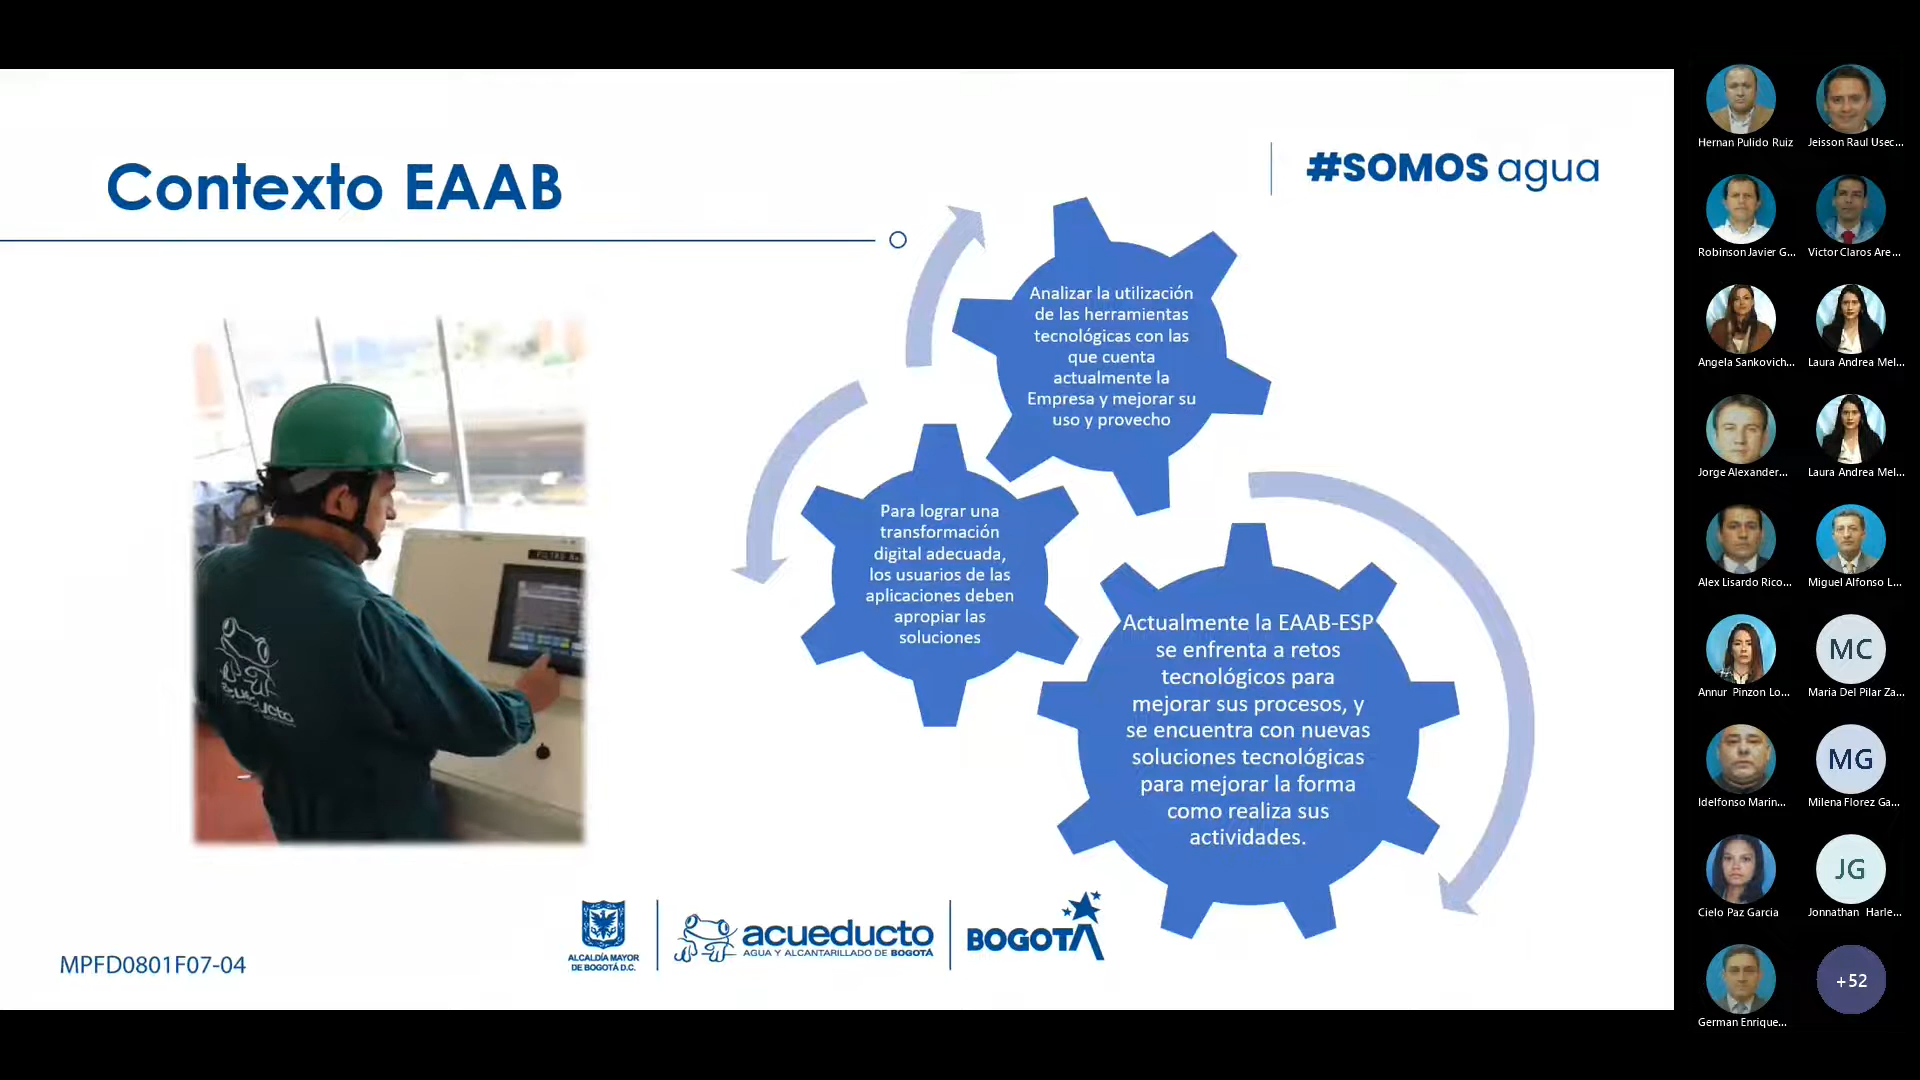 Contexto EAAB
#SOMOS agua
Analizar la utilización
de las herramientas
tecnológicas con las
que cuenta
actualmente la
Empresa y mejorar su
uso y provecho
Para lograr una
transformación
digital adecuada,
los usuarios de las
aplicaciones deben
apropiar las
soluciones
Actualmente la EAAB-ESP
se enfrenta a retos
tecnológicos para
mejorar sus procesos, y
se encuentra con nuevas
soluciones tecnológicas
para mejorar la forma
como realiza sus
actividades.
acueducto
ALCALDÍA MAYOR
DE BOGOTÁ D.C.
acueducto
AGUA Y ALCANTARILLADO DE BOGOTÁ
BOGOTÁ
MPFD0801F07-04
Hernan Pulido Ruiz
Jeisson Raul Usec...
Robinson Javier G...
Victor Claros Are...
Angela Sankovich...
Laura Andrea Mel...
Jorge Alexander...
Laura Andrea Mel...
Alex Lisardo Rico...
Miguel Alfonso L...
Annur Pinzon Lo...
MC
Maria Del Pilar Za...
Idelfonso Marin...
MG
Milena Florez Ga...
Cielo Paz Garcia
JG
Jonnathan Harle...
German Enrique...
+52